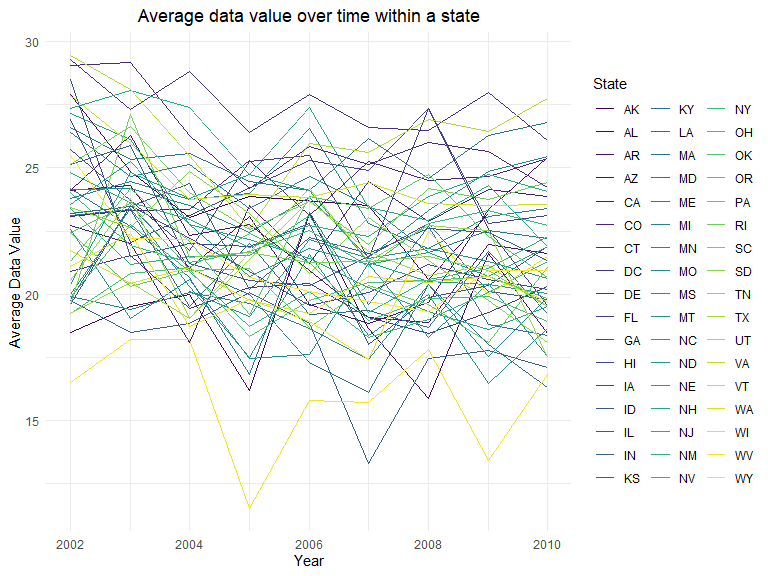 Average data value over time within a state
30
25
20
15
Average Data Value
2002
2004
2006
2008
2010
Year
State
AK KY NY
AL LA OH
AR MA OK
AZ MD OR
CA ME PA
CO MI RI
CT MN SC
DC MO SD
DE MS TN
FL MT TX
GA NC UT
HI ND VA
IA NE VT
ID NH WA
IL NJ WI
IN NM WV
KS NV WY